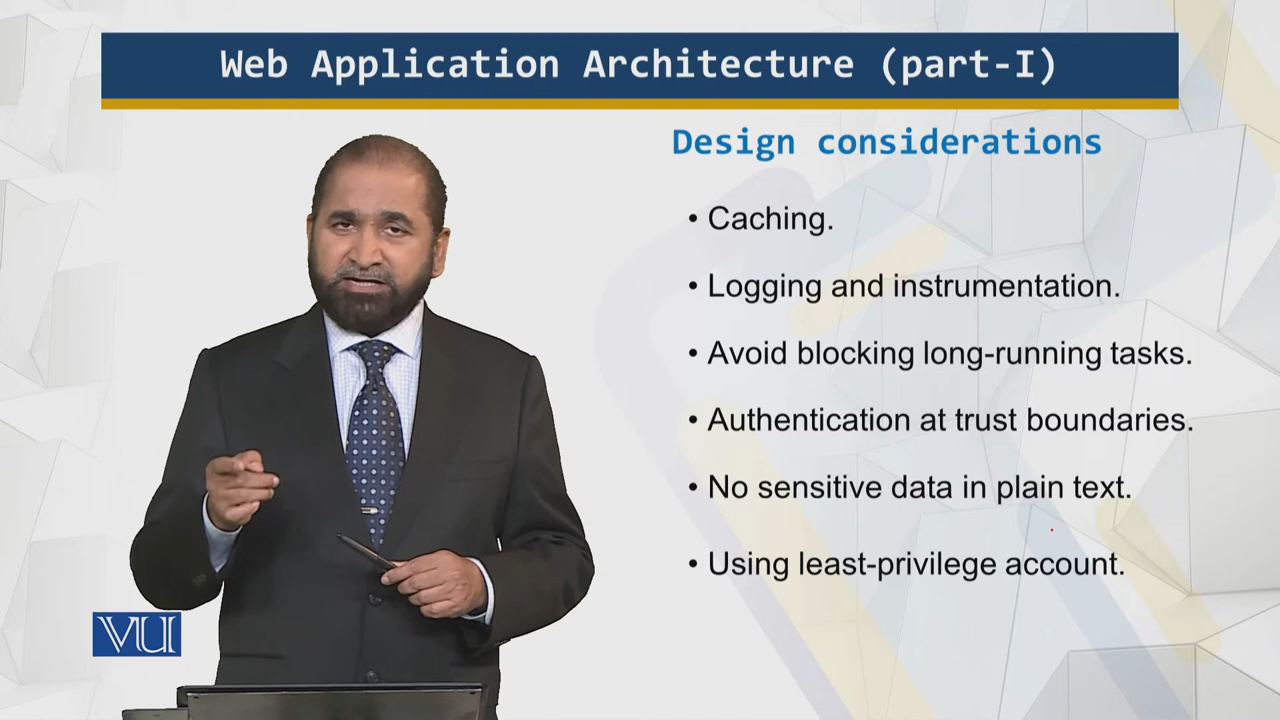 Web Application Architecture (part-I)
Design considerations
• Caching.
• Logging and instrumentation.
• Avoid blocking long-running tasks.
• Authentication at trust boundaries.
• No sensitive data in plain text.
• Using least-privilege account.
VU